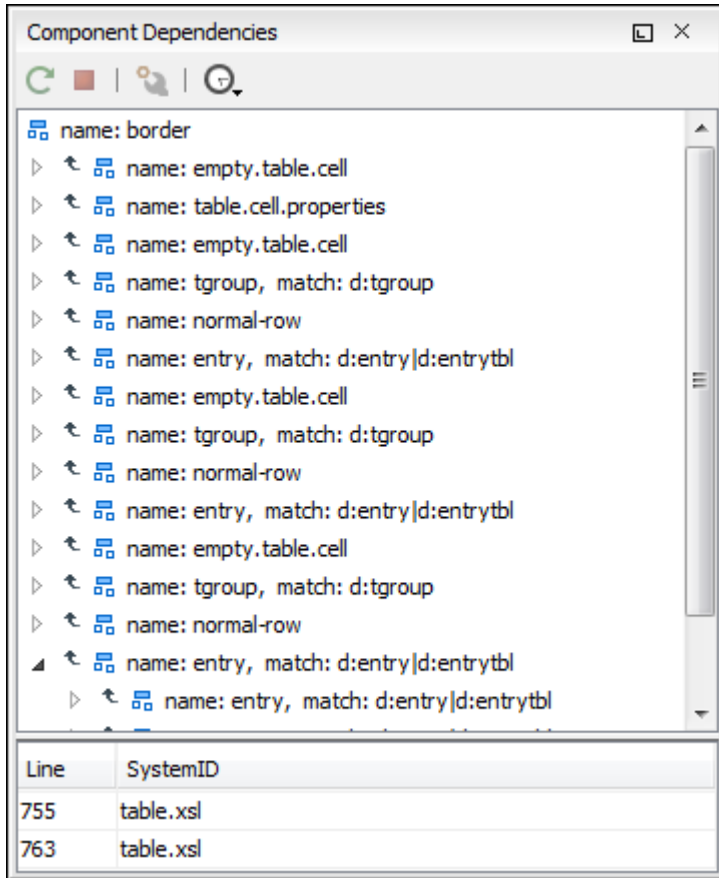 Component Dependencies
name: border
name: empty.table.cell
name: table.cell.properties
name: empty.table.cell
name: tgroup, match: d:tgroup
name: normal-row
name: entry, match: d:entry|d:entrytbl
name: empty.table.cell
name: tgroup, match: d:tgroup
name: normal-row
name: entry, match: d:entry|d:entrytbl
name: empty.table.cell
name: tgroup, match: d:tgroup
name: normal-row
name: entry, match: d:entry|d:entrytbl
name: entry, match: d:entry|d:entrytbl
Line SystemID
755 table.xsl
763 table.xsl